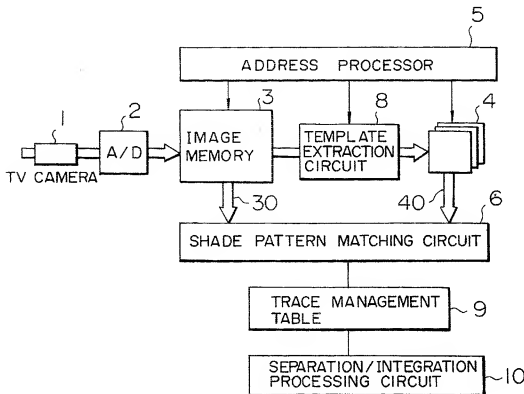 5
ADDRESS PROCESSOR
1
2
3
8
4
TV CAMERA
A/D
IMAGE
MEMORY
TEMPLATE
EXTRACTION
CIRCUIT
30
40
6
SHADE PATTERN MATCHING CIRCUIT
TRACE MANAGEMENT
TABLE
9
SEPARATION/INTEGRATION
PROCESSING CIRCUIT
10